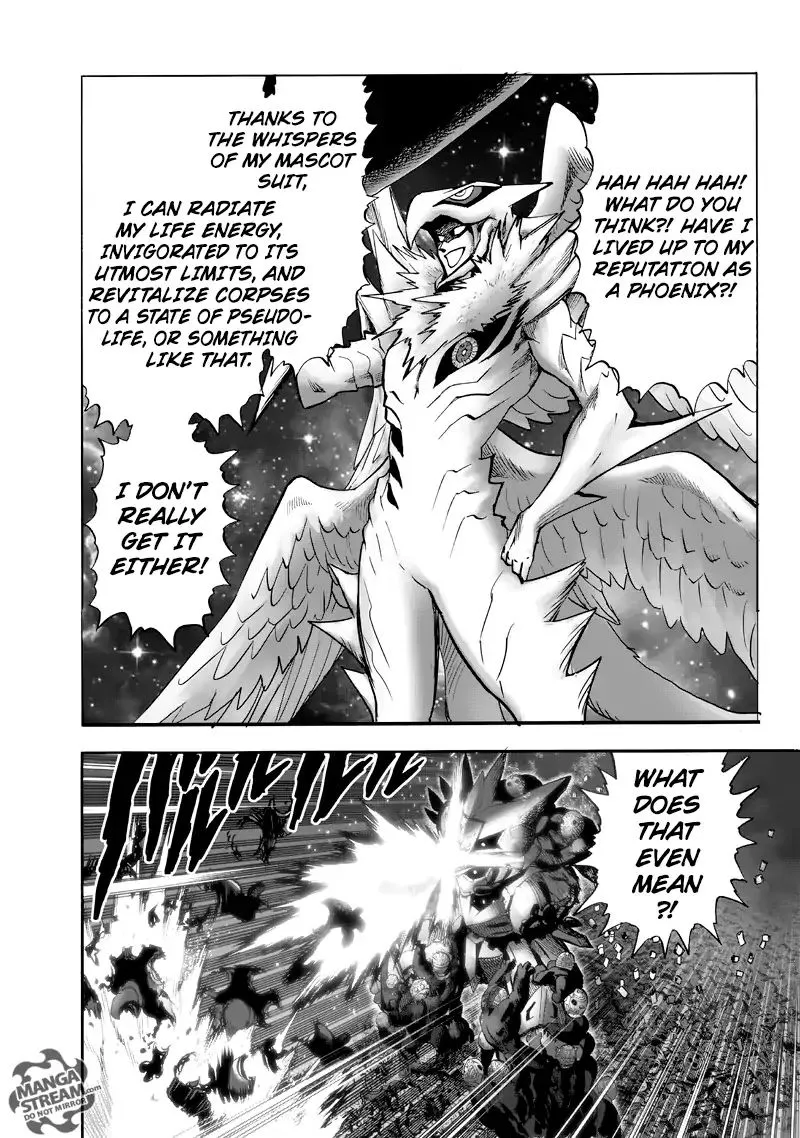 HAH HAH HAH!
WHAT DO YOU
THINK?! HAVE I
LIVED UP TO MY
REPUTATION AS
A PHOENIX?!
THANKS TO
THE WHISPERS
OF MY MASCOT
SUIT,
I CAN RADIATE
MY LIFE ENERGY,
INVIGORATED TO ITS
UTMOST LIMITS, AND
REVITALIZE CORPSES
TO A STATE OF PSEUDO-
LIFE, OR SOMETHING
LIKE THAT.
I DON'T
REALLY
GET IT
EITHER!
WHAT
DOES
THAT
EVEN
MEAN
?!
MANGA
STREAM.com
DO NOT MIRROR!